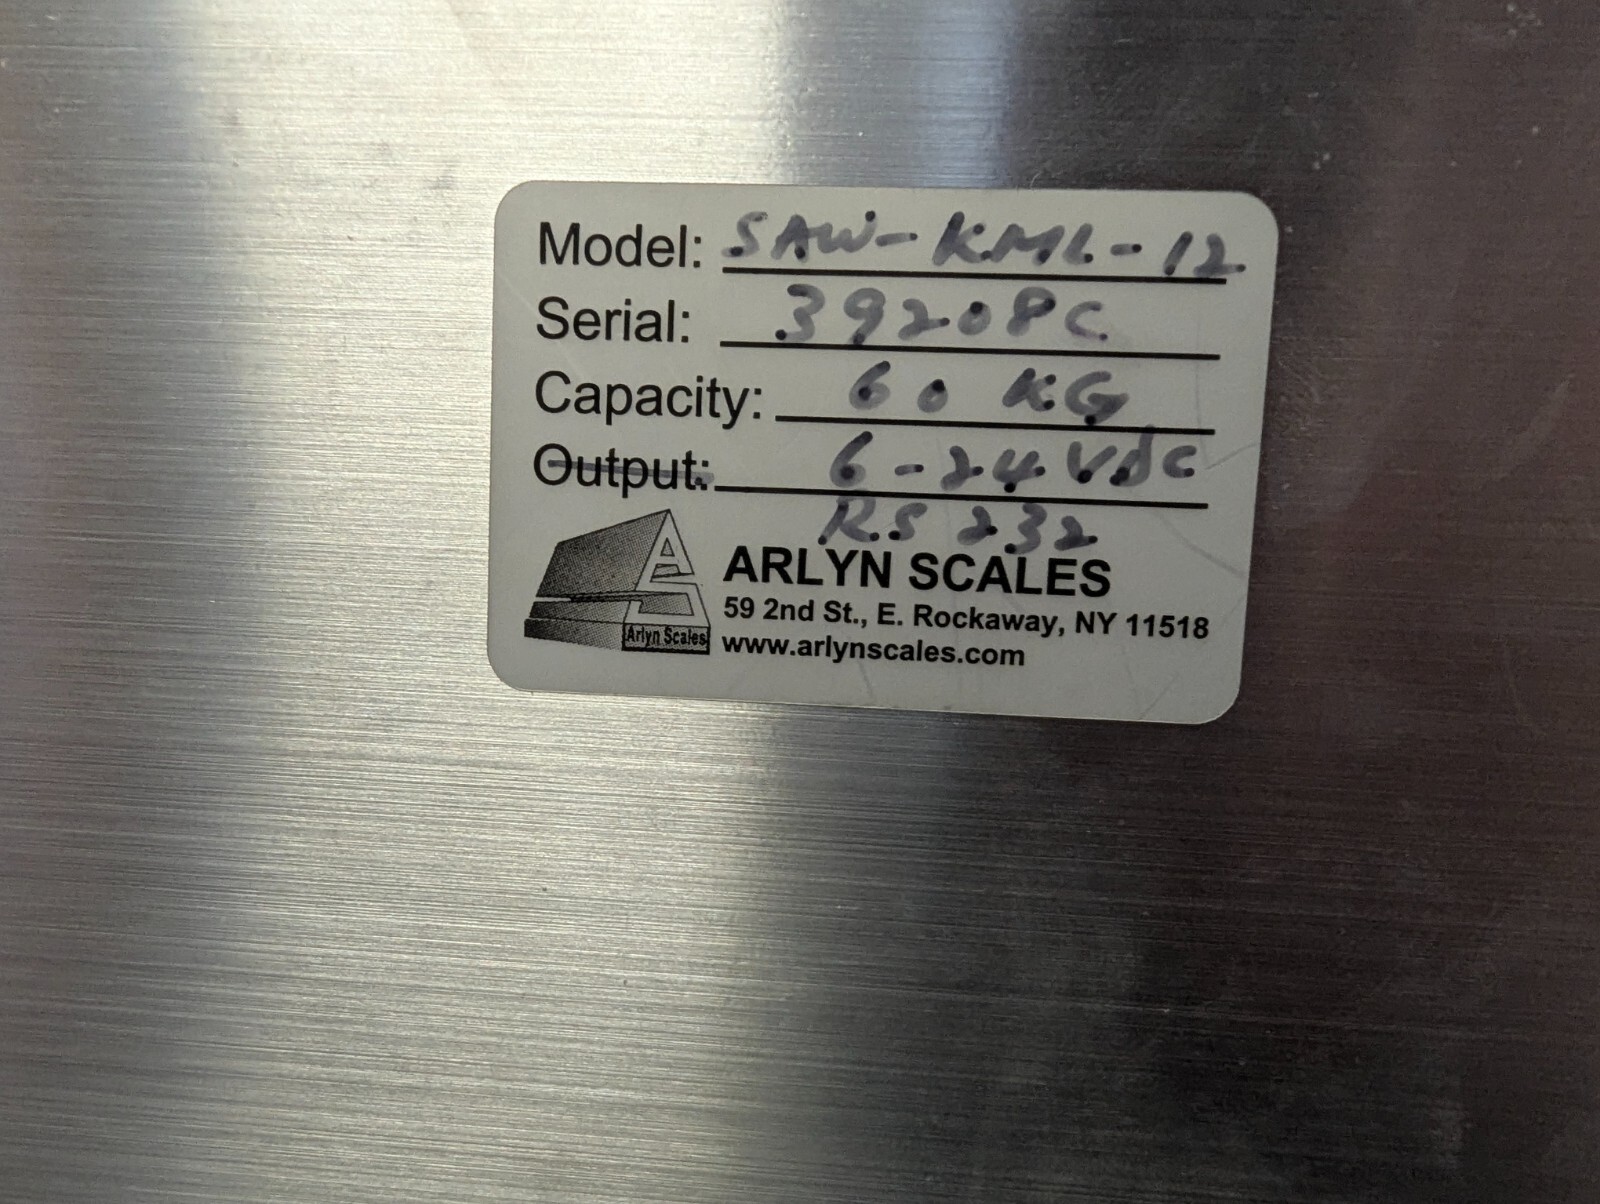 Model: SAW-KML-12
Serial: 39208C
Capacity: 60 KG
Output: 6-24 VDC
RS 232
ARLYN SCALES
59 2nd St., E. Rockaway, NY 11518
www.arlynscales.com
AS
Arlyn Scales